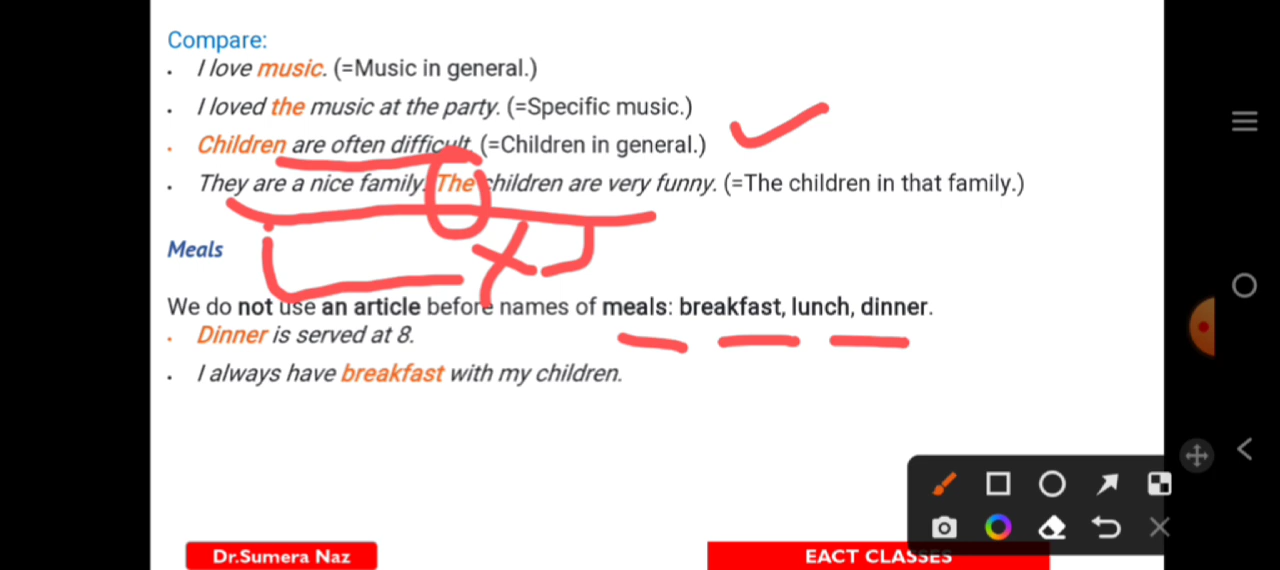 Compare:
• I love music. (=Music in general.)
• I loved the music at the party. (=Specific music.)
• Children are often difficult. (=Children in general.)
• They are a nice family. The children are very funny. (=The children in that family.)
Meals
We do not use an article before names of meals: breakfast, lunch, dinner.
• Dinner is served at 8.
• I always have breakfast with my children.
Dr.Sumera Naz
EACT CLASSES